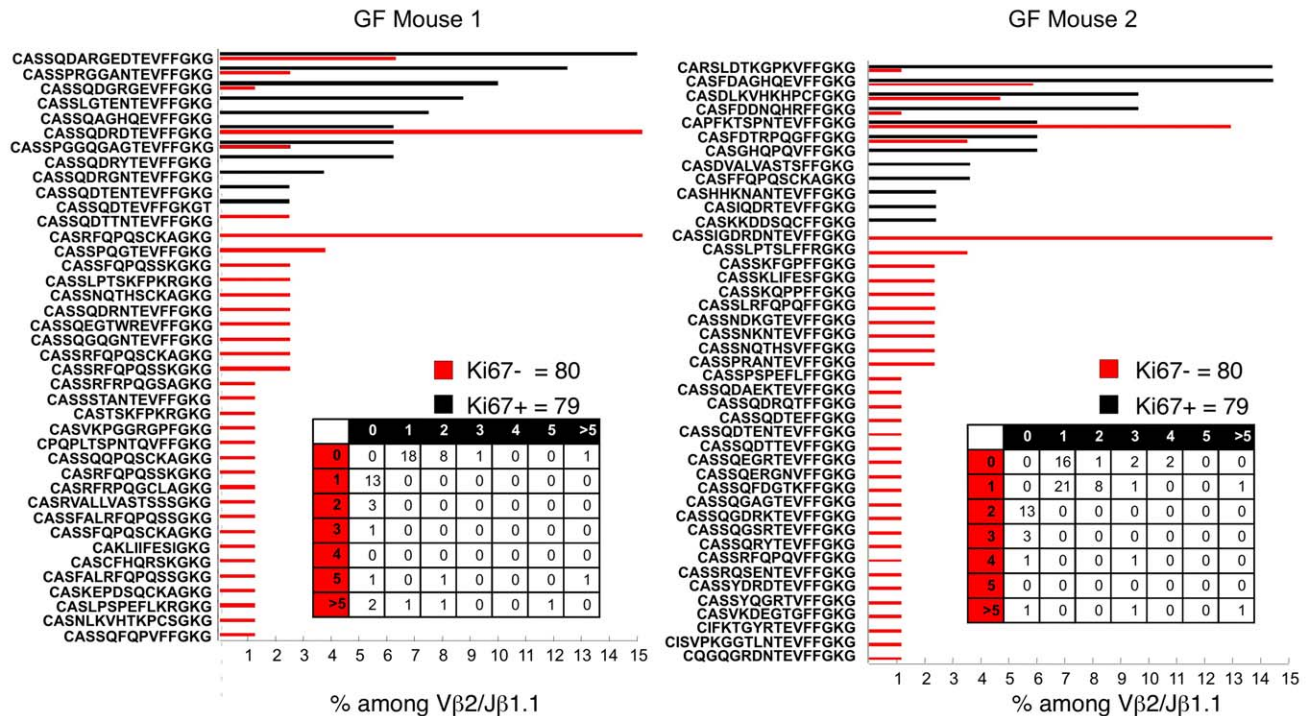 GF Mouse 1
CASSQDARGEDTEVFFGKG
CASSPRGGANTEVFFGKG
CASSQDGRGEVFFGKG
CASSLGTENTEVFFGKG
CASSQAGHQEVFFGKG
CASSQDRDTEVFFGKG
CASSPGGQGAGTEVFFGKG
CASSQDRYTEVFFGKG
CASSQDRGNTEVFFGKG
CASSQDTENTEVFFGKG
CASSQDTEVFFGKGT
CASSQDTTNTEVFFGKG
CASRFQPQSCKAGKG
CASSPQGTEVFFGKG
CASSFQPQSSKGKG
CASSLPTSKFPKRGKG
CASSNQTHSCKAGKG
CASSQDRNTEVFFGKG
CASSQEGTWREVFFGKG
CASSQGQGNTEVFFGKG
CASSRFQPQSCKAGKG
CASSRFQPQSSKGKG
CASSRFRPQGSAGKG
CASSSTANTEVFFGKG
CASTSKFPKRGKG
CASVKPGGRGPFGKG
CPQPLTSPNTQVFFGKG
CASSQQPQSCKAGKG
CASRFQPQSSKGKG
CASRFRPQGCLAGKG
CASRVALLVASTSSSGKG
CASSFALRFQPQSSGKG
CASSFQPQSCKAGKG
CAKLIIFESIGKG
CASCFHQRSKGKG
CASFALRFQPQSSGKG
CASKEPDSQCKAGKG
CASLPSPEFLKRGKG
CASNLKVHTKPCSGKG
CASSQFQPVFFGKG
1 2 3 4 5 6 7 8 9 10 11 12 13 14 15
% among Vβ2/Jβ1.1
Ki67- = 80
Ki67+ = 79
0 1 2 3 4 5 >5
0 0 18 8 1 0 0 1
1 13 0 0 0 0 0 0
2 3 0 0 0 0 0 0
3 1 0 0 0 0 0 0
4 0 0 0 0 0 0 0
5 1 0 1 0 0 0 1
>5 2 1 1 0 0 1 0
GF Mouse 2
CARSLDTKGPKVFFGKG
CASFDAGHQEVFFGKG
CASDLKVHKHPCFGKG
CASFDDNQHRFFGKG
CAPFKTSPNTEVFFGKG
CASFDTRPQGFFGKG
CASGHQPQVFFGKG
CASDVALVASTSFFGKG
CASFFQPQSCKAGKG
CASHHKNANTEVFFGKG
CASIQDRTEVFFGKG
CASKKDDSQCFFGKG
CASSIGDRDNTEVFFGKG
CASSLPTSLFFRGKG
CASSKFGPFFGKG
CASSKLIFESFGKG
CASSKQPPFFGKG
CASSLRFQPQFFGKG
CASSNDKGTEVFFGKG
CASSNKNTEVFFGKG
CASSNQTHSVFFGKG
CASSPRANTEVFFGKG
CASSPSPEFLFFGKG
CASSQDAEKTEVFFGKG
CASSQDRQTFFGKG
CASSQDTEFFGKG
CASSQDTENTEVFFGKG
CASSQDTTEVFFGKG
CASSQEGRTEVFFGKG
CASSQERGNVFFGKG
CASSQFDGTKFFGKG
CASSQGAGTEVFFGKG
CASSQGDRKTEVFFGKG
CASSQGSRTEVFFGKG
CASSQRYTEVFFGKG
CASSRFQPQVFFGKG
CASSRQSENTEVFFGKG
CASSYDRDTEVFFGKG
CASSYQGRTVFFGKG
CASVKDEGTGFFGKG
CIFKTGYRTEVFFGKG
CISVPKGGTLNTEVFFGKG
CQGQGRDNTEVFFGKG
1 2 3 4 5 6 7 8 9 10 11 12 13 14 15
% among Vβ2/Jβ1.1
Ki67- = 80
Ki67+ = 79
0 1 2 3 4 5 >5
0 0 16 1 2 2 0 0
1 0 21 8 1 0 0 1
2 13 0 0 0 0 0 0
3 3 0 0 0 0 0 0
4 1 0 0 1 0 0 0
5 0 0 0 0 0 0 0
>5 1 0 0 1 0 0 1